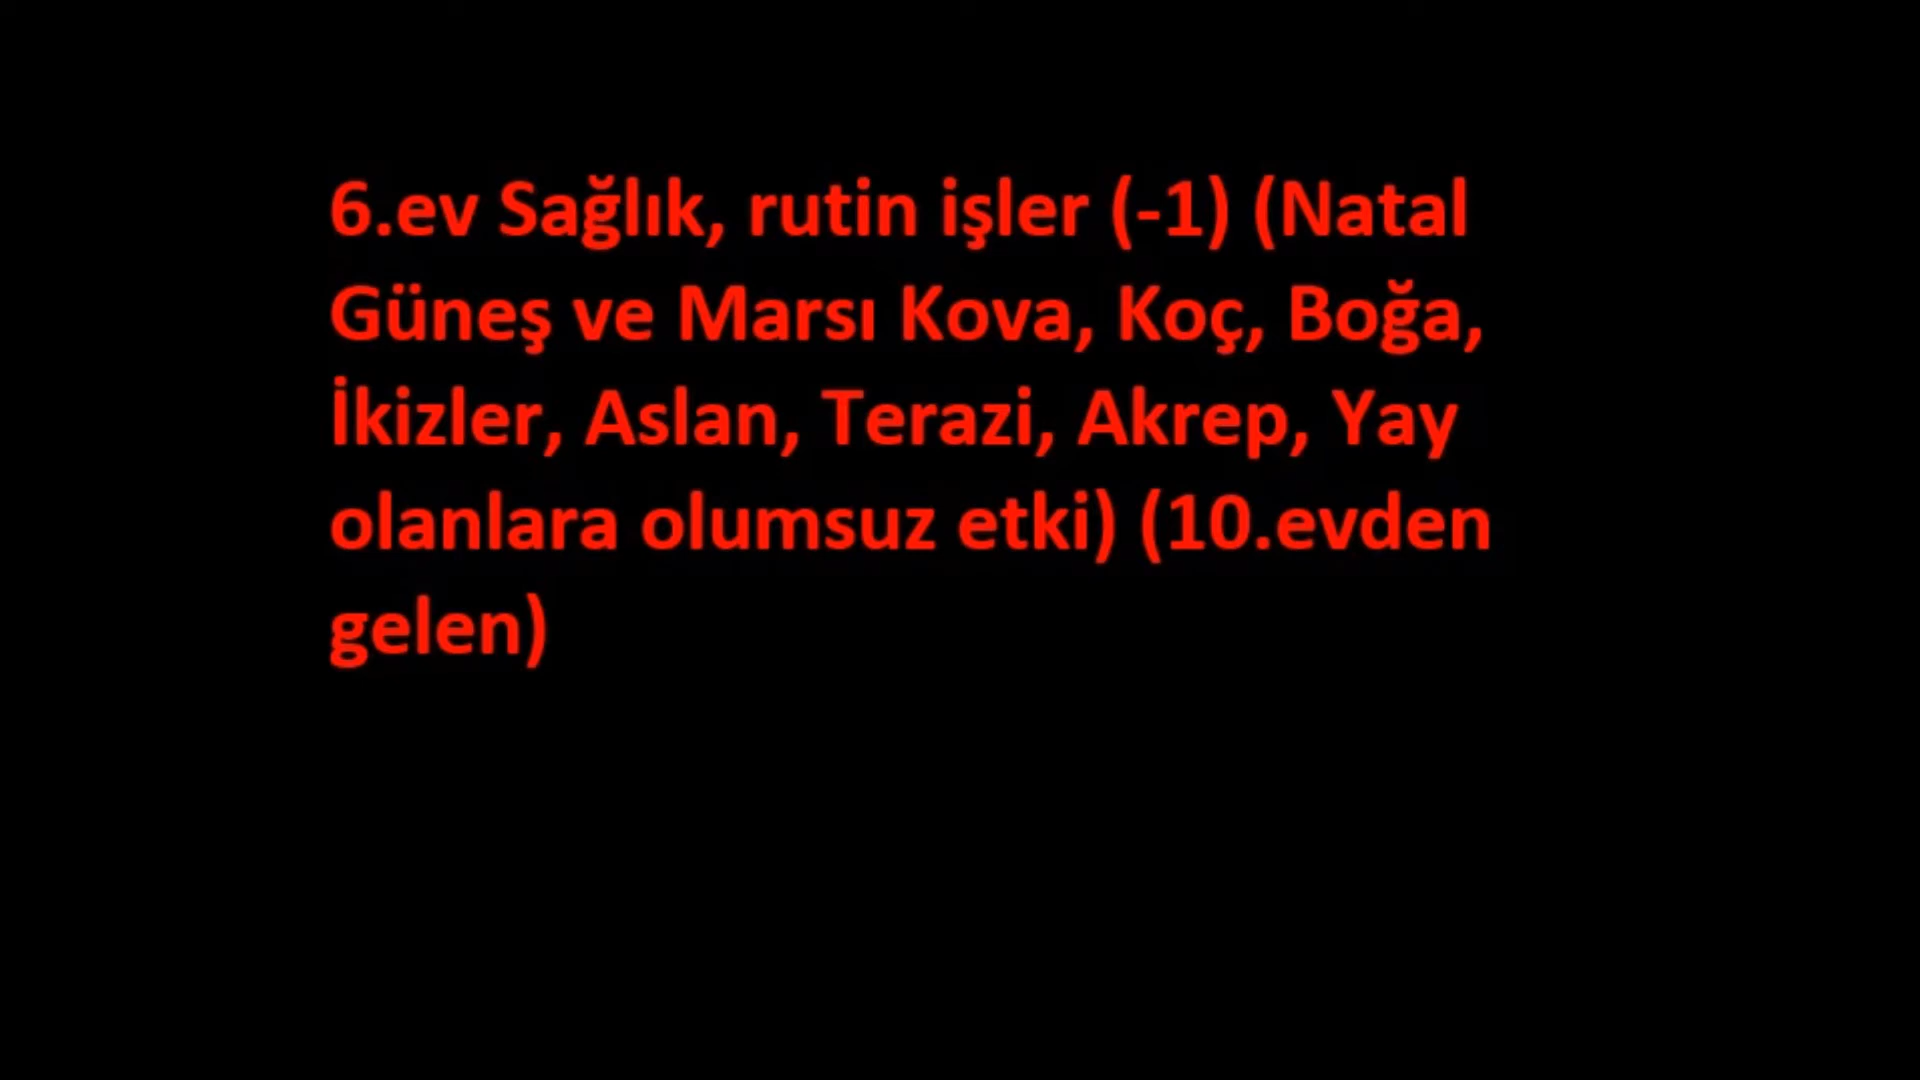 6.ev Sağlık, rutin işler (-1) (Natal
Güneş ve Marsı Kova, Koç, Boğa,
İkizler, Aslan, Terazi, Akrep, Yay
olanlara olumsuz etki) (10.evden
gelen)